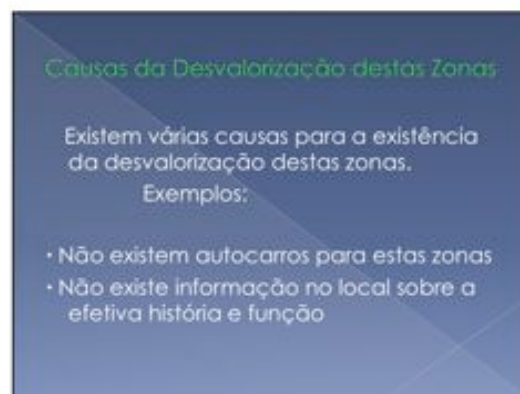 Causas da Desvalorização destas Zonas
Existem várias causas para a existência
da desvalorização destas zonas.
Exemplos:
• Não existem autocarros para estas zonas
• Não existe informação no local sobre a
efetiva história e função